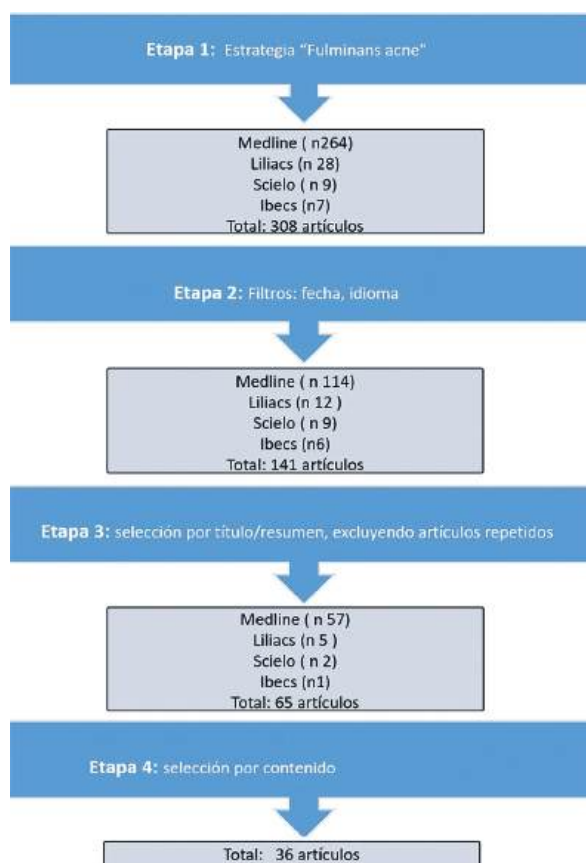 Etapa 1: Estrategia "Fulminans acne"
Medline ( n264)
Liliacs (n 28)
Scielo ( n 9)
Ibecs (n7)
Total: 308 artículos
Etapa 2: Filtros: fecha, idioma
Medline ( n 114)
Liliacs (n 12 )
Scielo ( n 9)
Ibecs (n6)
Total: 141 artículos
Etapa 3: selección por título/resumen, excluyendo artículos repetidos
Medline ( n 57)
Liliacs (n 5 )
Scielo ( n 2)
Ibecs (n1)
Total: 65 artículos
Etapa 4: selección por contenido
Total: 36 artículos